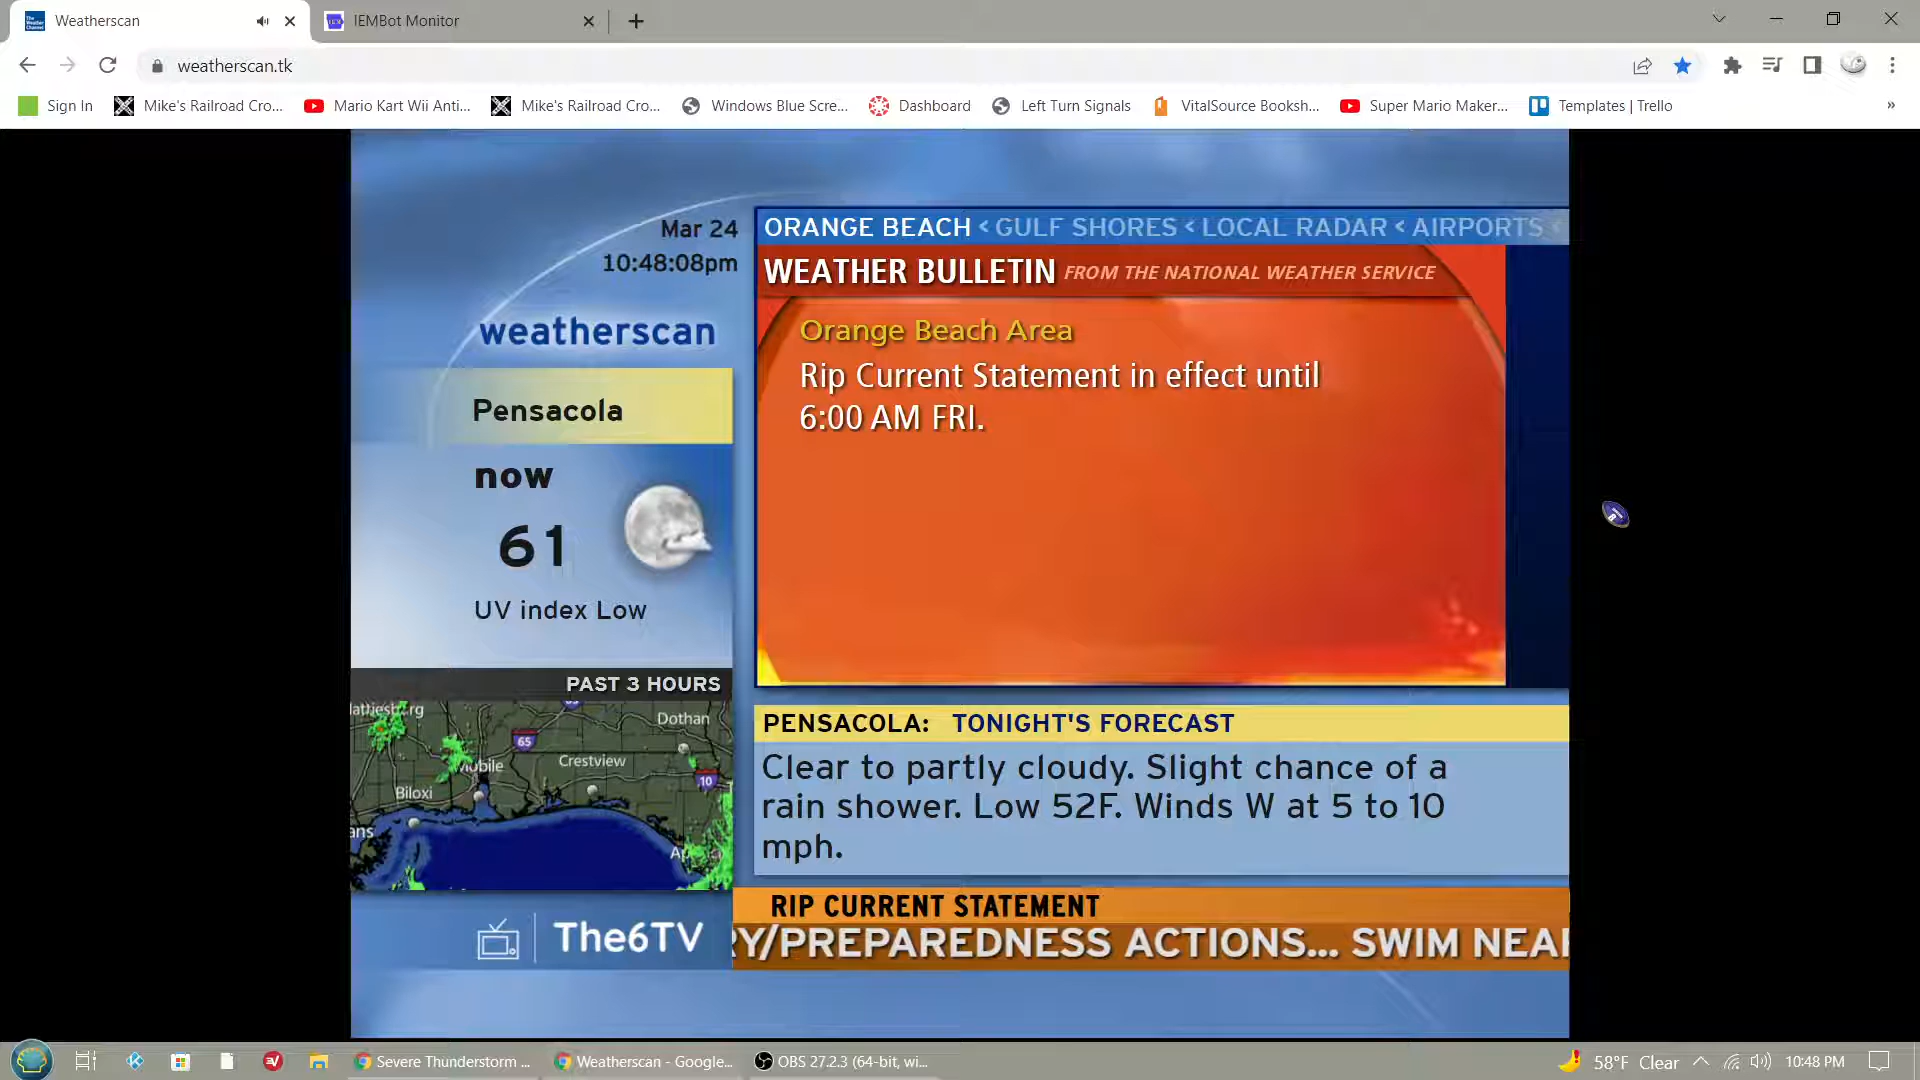 Weatherscan
IEMBot Monitor
weatherscan.tk
Sign In
Mike's Railroad Cro...
Mario Kart Wii Anti...
Mike's Railroad Cro...
Windows Blue Scre...
Dashboard
Left Turn Signals
VitalSource Booksh...
Super Mario Maker...
Templates | Trello
»
Mar 24
10:48:08pm
weatherscan
Pensacola
now
61
UV index Low
PAST 3 HOURS
Dothan
65
Mobile
Crestview
10
Biloxi
ans
The6TV
ORANGE BEACH < GULF SHORES < LOCAL RADAR < AIRPORTS <
WEATHER BULLETIN FROM THE NATIONAL WEATHER SERVICE
Orange Beach Area
Rip Current Statement in effect until
6:00 AM FRI.
PENSACOLA: TONIGHT'S FORECAST
Clear to partly cloudy. Slight chance of a
rain shower. Low 52F. Winds W at 5 to 10
mph.
RIP CURRENT STATEMENT
RY/PREPAREDNESS ACTIONS... SWIM NEAR
Severe Thunderstorm ...
Weatherscan - Google...
OBS 27.2.3 (64-bit, wi...
58°F Clear
10:48 PM